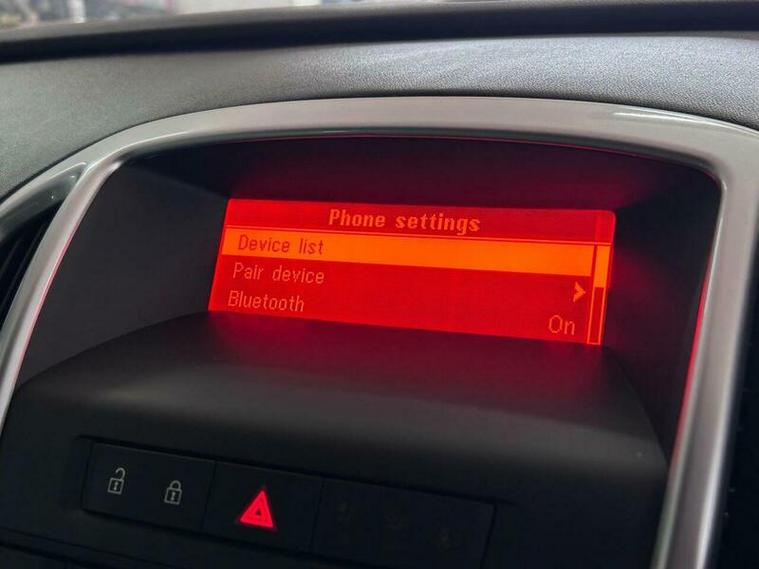 Phone settings
Device list
Pair device
Bluetooth
On